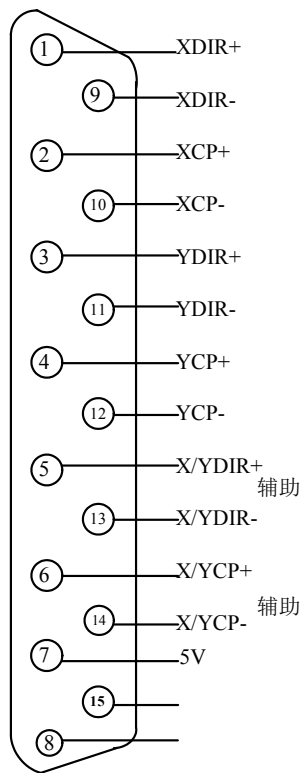 1 XDIR+
9 XDIR-
2 XCP+
10 XCP-
3 YDIR+
11 YDIR-
4 YCP+
12 YCP-
5 X/YDIR+
辅助
13 X/YDIR-
6 X/YCP+
辅助
14 X/YCP-
7 5V
15
8